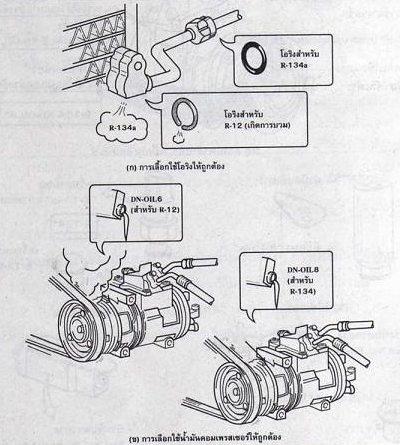 โอริงสำหรับ
R-134a
R-134a
โอริงสำหรับ
R-12 (เกิดการบวม)
(ก) การเลือกใช้โอริงให้ถูกต้อง
DN-OIL6
(สำหรับ R-12)
DN-OIL8
(สำหรับ
R-134)
(ข) การเลือกใช้น้ำมันคอมเพรสเซอร์ให้ถูกต้อง